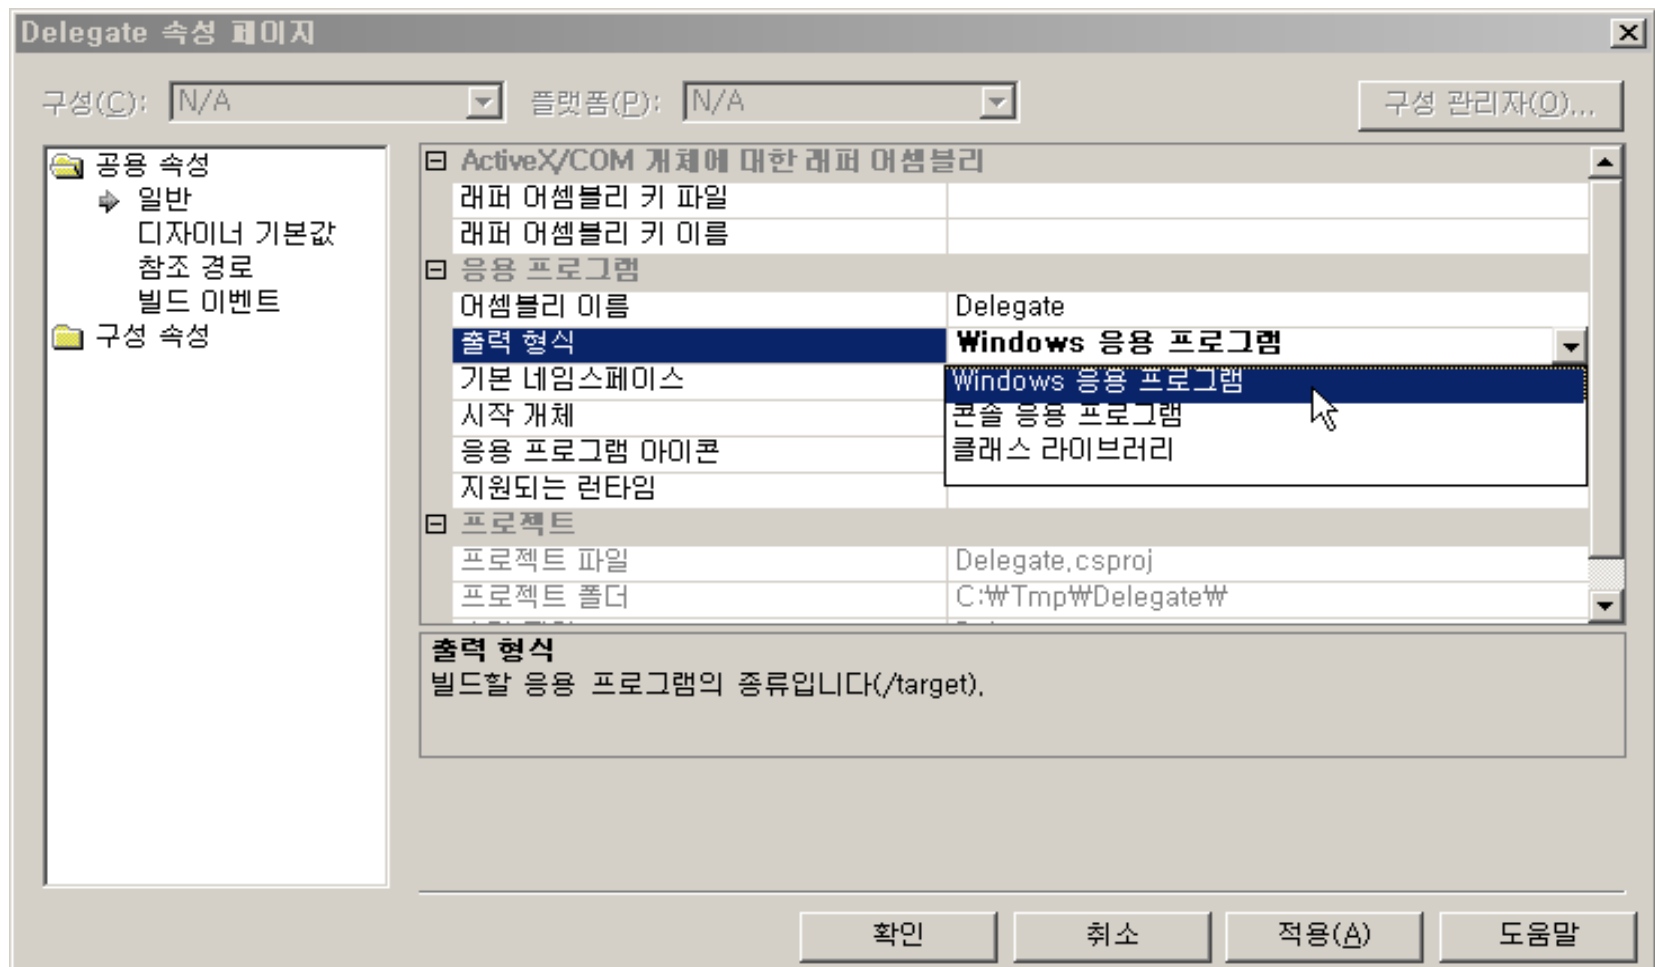 Delegate 속성 페이지
구성(C): N/A 플랫폼(P): N/A 구성 관리자(O)...
공용 속성
일반
디자이너 기본값
참조 경로
빌드 이벤트
구성 속성
ActiveX/COM 개체에 대한 래퍼 어셈블리
래퍼 어셈블리 키 파일
래퍼 어셈블리 키 이름
응용 프로그램
어셈블리 이름 Delegate
출력 형식 Windows 응용 프로그램
기본 네임스페이스 Windows 응용 프로그램
시작 개체 콘솔 응용 프로그램
응용 프로그램 아이콘 클래스 라이브러리
지원되는 런타임
프로젝트
프로젝트 파일 Delegate.csproj
프로젝트 폴더 C:₩Tmp₩Delegate₩
출력 형식
빌드할 응용 프로그램의 종류입니다(/target).
확인 취소 적용(A) 도움말